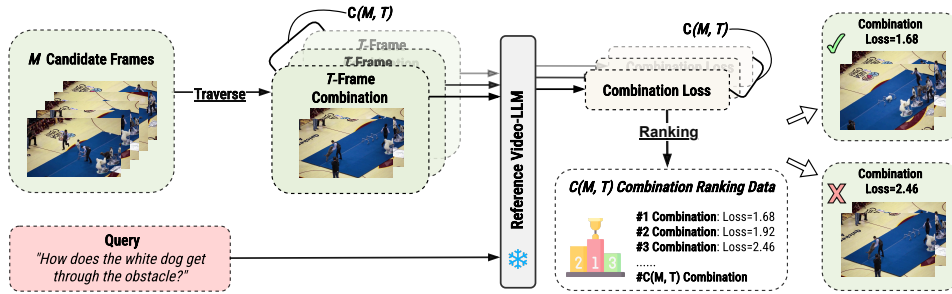 M Candidate Frames
Traverse
C(M, T)
T-Frame
T-Frame
T-Frame
Combination
Query
"How does the white dog get
through the obstacle?"
Reference Video-LLM
C(M, T)
Combination Loss
Combination Loss
Ranking
C(M, T) Combination Ranking Data
2 1 3
#1 Combination: Loss=1.68
#2 Combination: Loss=1.92
#3 Combination: Loss=2.46
......
#C(M, T) Combination
Combination
Loss=1.68
Combination
Loss=2.46